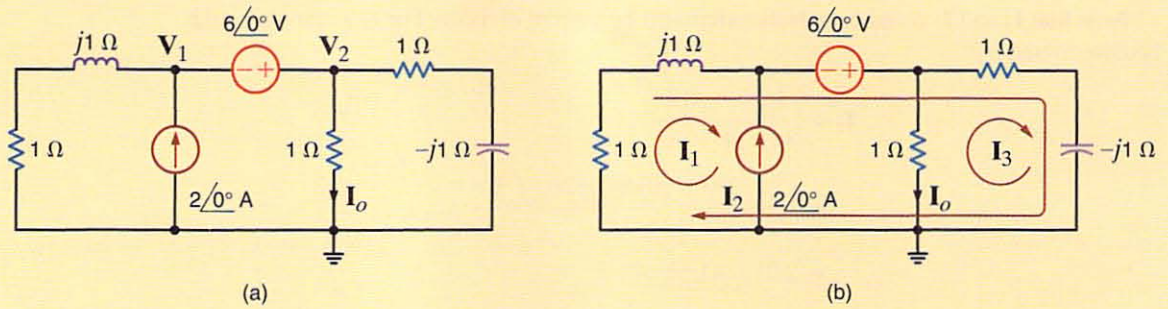 6/0° V
j1 Ω V₁ V₂ 1 Ω
1 Ω 1 Ω -j1 Ω
2/0° A Iₒ
(a)
6/0° V
j1 Ω 1 Ω
1 Ω I₁ 1 Ω I₃ -j1 Ω
I₂ 2/0° A Iₒ
(b)